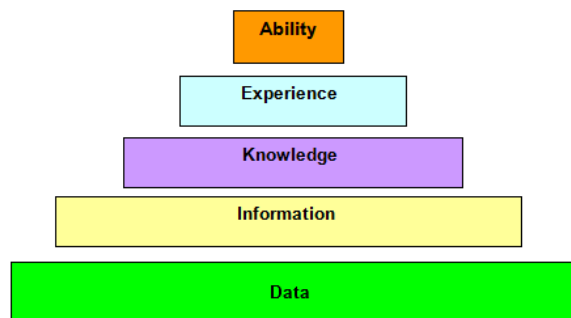 Ability
Experience
Knowledge
Information
Data